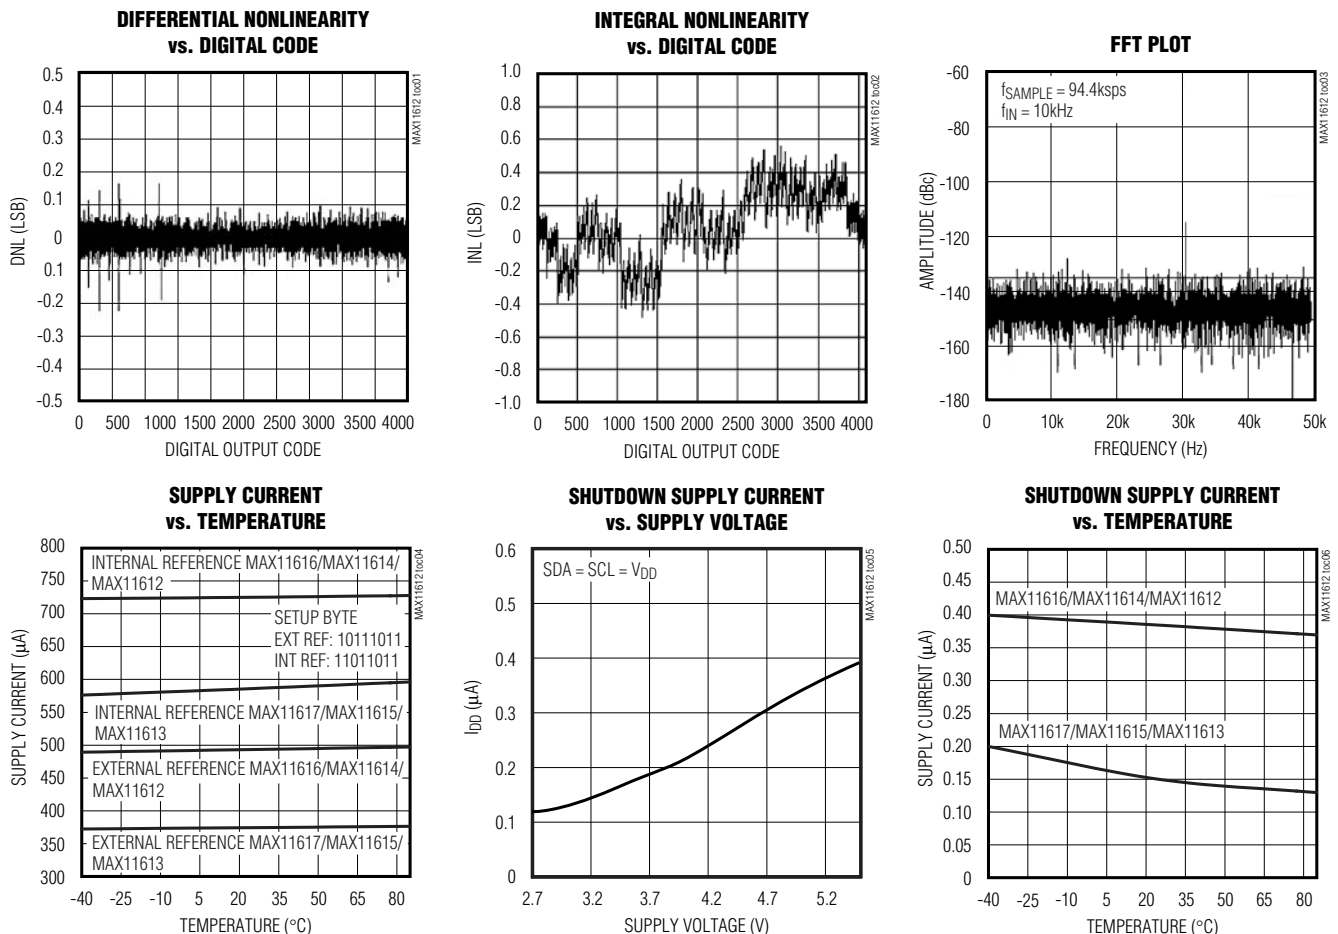 DIFFERENTIAL NONLINEARITY
vs. DIGITAL CODE
0.5
0.4
0.3
0.2
0.1
0
0.1
-0.2
-0.3
-0.4
-0.5
DNL (LSB)
MAX11612 toc01
0 500 1000 1500 2000 2500 3000 3500 4000
DIGITAL OUTPUT CODE
INTEGRAL NONLINEARITY
vs. DIGITAL CODE
1.0
0.8
0.6
0.4
0.2
0
-0.2
-0.4
-0.6
-0.8
-1.0
INL (LSB)
MAX11612 toc02
0 500 1000 1500 2000 2500 3000 3500 4000
DIGITAL OUTPUT CODE
FFT PLOT
-60
-80
-100
-120
-140
-160
-180
AMPLITUDE (dBc)
fSAMPLE = 94.4ksps
fIN = 10kHz
MAX11612 toc03
0 10k 20k 30k 40k 50k
FREQUENCY (Hz)
SUPPLY CURRENT
vs. TEMPERATURE
800
750
700
650
600
550
500
450
400
350
300
SUPPLY CURRENT (µA)
INTERNAL REFERENCE MAX11616/MAX11614/
MAX11612
SETUP BYTE
EXT REF: 10111011
INT REF: 11011011
INTERNAL REFERENCE MAX11617/MAX11615/
MAX11613
EXTERNAL REFERENCE MAX11616/MAX11614/
MAX11612
EXTERNAL REFERENCE MAX11617/MAX11615/
MAX11613
MAX11612 toc04
-40 -25 -10 5 20 35 50 65 80
TEMPERATURE (°C)
SHUTDOWN SUPPLY CURRENT
vs. SUPPLY VOLTAGE
0.6
0.5
0.4
0.3
0.2
0.1
0
IDD (µA)
SDA = SCL = VDD
MAX11612 toc05
2.7 3.2 3.7 4.2 4.7 5.2
SUPPLY VOLTAGE (V)
SHUTDOWN SUPPLY CURRENT
vs. TEMPERATURE
0.50
0.45
0.40
0.35
0.30
0.25
0.20
0.15
0.10
0.05
0
SUPPLY CURRENT (µA)
MAX11616/MAX11614/MAX11612
MAX11617/MAX11615/MAX11613
MAX11612 toc06
-40 -25 -10 5 20 35 50 65 80
TEMPERATURE (°C)